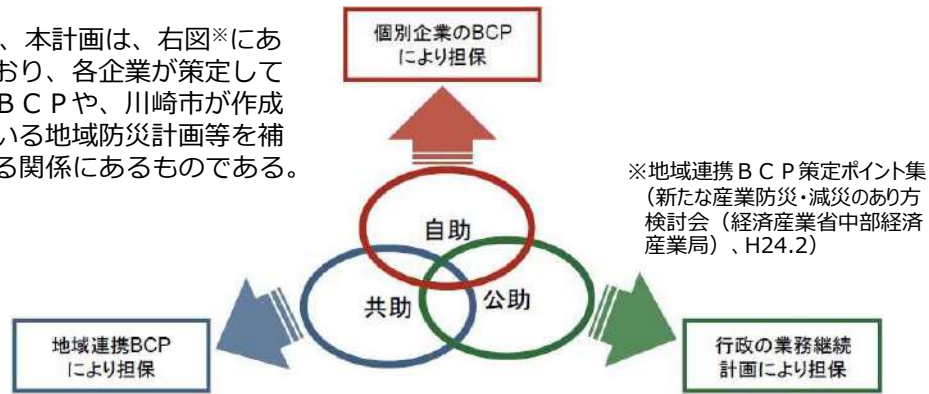 、本計画は、右図※にあ
おり、各企業が策定して
ＢＣＰや、川崎市が作成
いる地域防災計画等を補
る関係にあるものである。
個別企業のBCP
により担保
※地域連携ＢＣＰ策定ポイント集
（新たな産業防災・減災のあり方
検討会（経済産業省中部経済
産業局）、H24.2）
自助
共助
公助
地域連携BCP
により担保
行政の業務継続
計画により担保